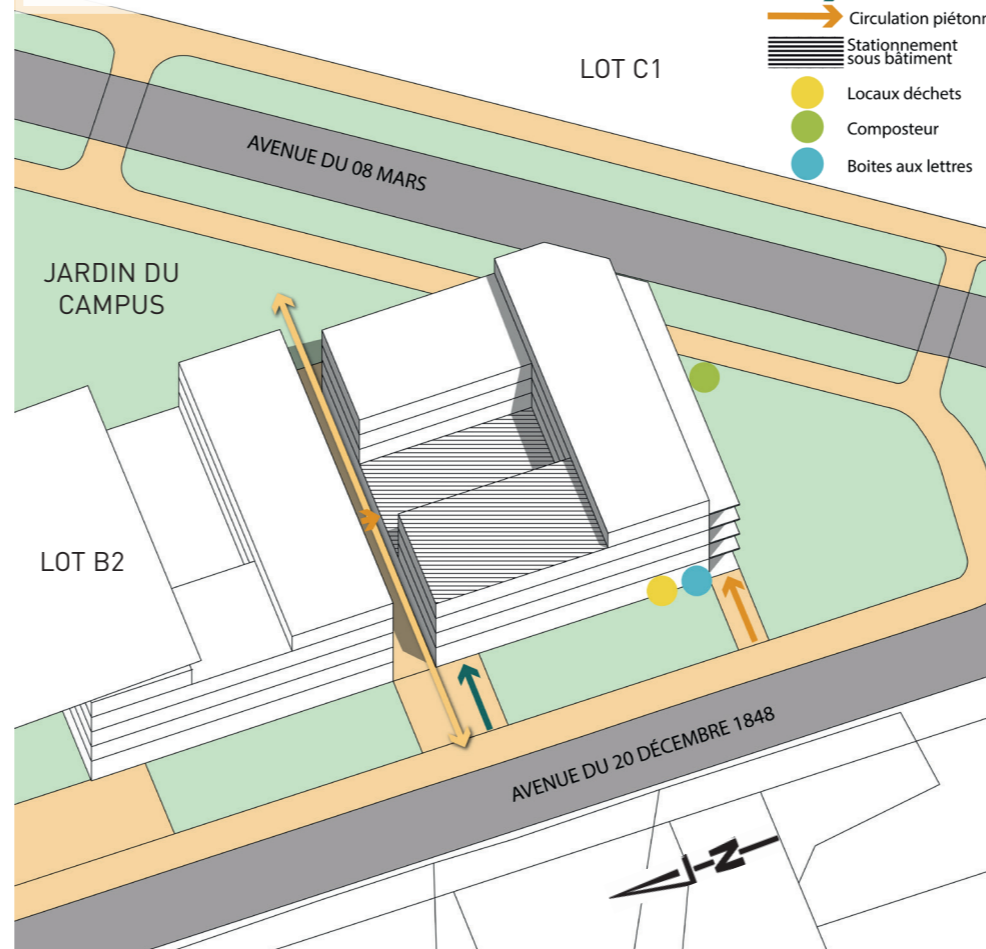 Circulation piétonn
LOT C1
Stationnement
sous bâtiment
Locaux déchets
Composteur
Boites aux lettres
AVENUE DU 08 MARS
JARDIN DU
CAMPUS
LOT B2
AVENUE DU 20 DÉCEMBRE 1848
N